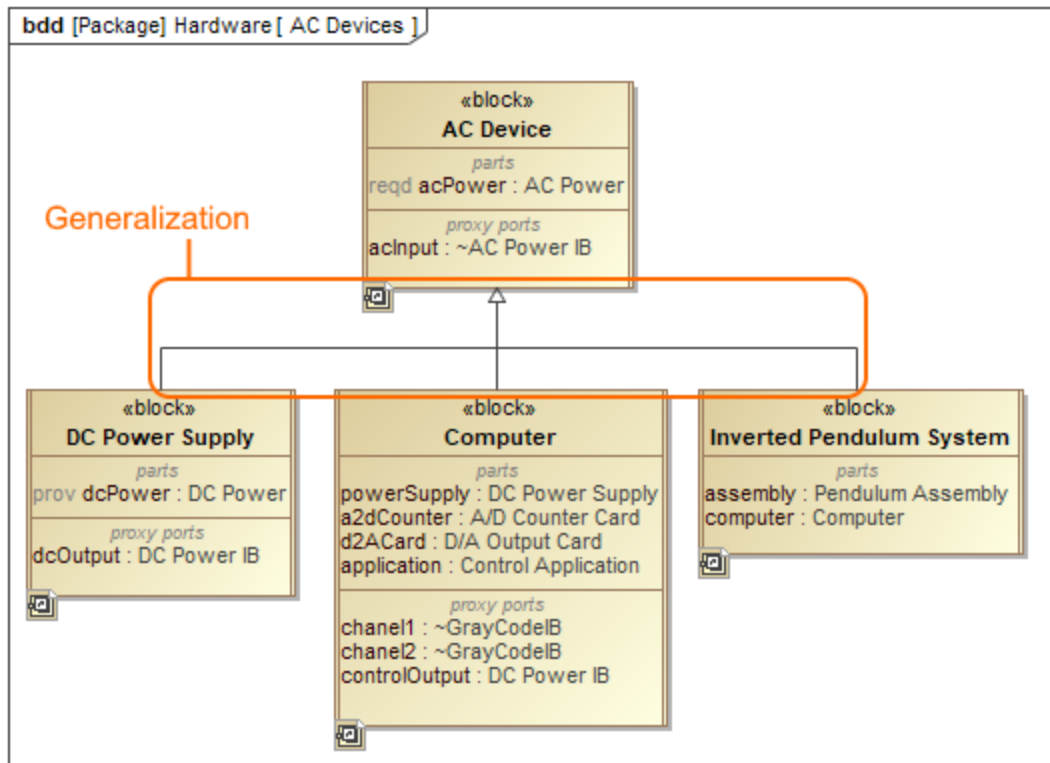 bdd [Package] Hardware [ AC Devices ]
«block»
AC Device
parts
reqd acPower : AC Power
proxy ports
acInput : ~AC Power IB
Generalization
«block»
DC Power Supply
parts
prov dcPower : DC Power
proxy ports
dcOutput : DC Power IB
«block»
Computer
parts
powerSupply : DC Power Supply
a2dCounter : A/D Counter Card
d2ACard : D/A Output Card
application : Control Application
proxy ports
chanel1 : ~GrayCodeIB
chanel2 : ~GrayCodeIB
controlOutput : DC Power IB
«block»
Inverted Pendulum System
parts
assembly : Pendulum Assembly
computer : Computer